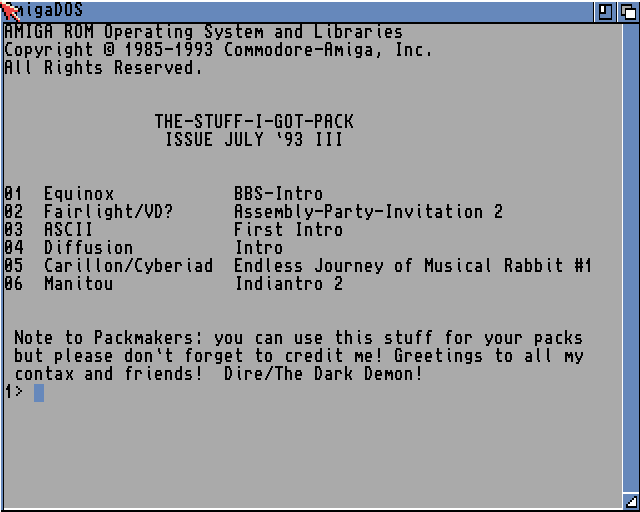 AmigaDOS
AMIGA ROM Operating System and Libraries
Copyright © 1985-1993 Commodore-Amiga, Inc.
All Rights Reserved.
THE-STUFF-I-GOT-PACK
ISSUE JULY `93 III
01 Equinox BBS-Intro
02 Fairlight/VD? Assembly-Party-Invitation 2
03 ASCII First Intro
04 Diffusion Intro
05 Carillon/Cyberiad Endless Journey of Musical Rabbit #1
06 Manitou Indiantro 2
Note to Packmakers: you can use this stuff for your packs
but please don`t forget to credit me! Greetings to all my
contax and friends! Dire/The Dark Demon!
1>